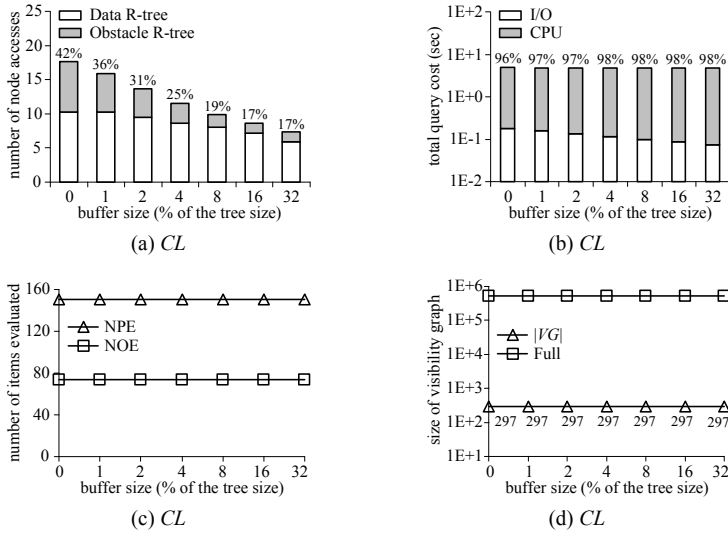 Data R-tree
Obstacle R-tree
number of node accesses
25
20
15
10
5
0
42%
36%
31%
25%
19%
17%
17%
0 1 2 4 8 16 32
buffer size (% of the tree size)
(a) CL
I/O
CPU
total query cost (sec)
1E+2
1E+1
1E+0
1E-1
1E-2
96% 97% 97% 98% 98% 98% 98%
0 1 2 4 8 16 32
buffer size (% of the tree size)
(b) CL
number of items evaluated
160
120
80
40
0
NPE
NOE
0 1 2 4 8 16 32
buffer size (% of the tree size)
(c) CL
size of visibility graph
1E+6
1E+5
1E+4
1E+3
1E+2
1E+1
|VG|
Full
297 297 297 297 297 297 297
0 1 2 4 8 16 32
buffer size (% of the tree size)
(d) CL